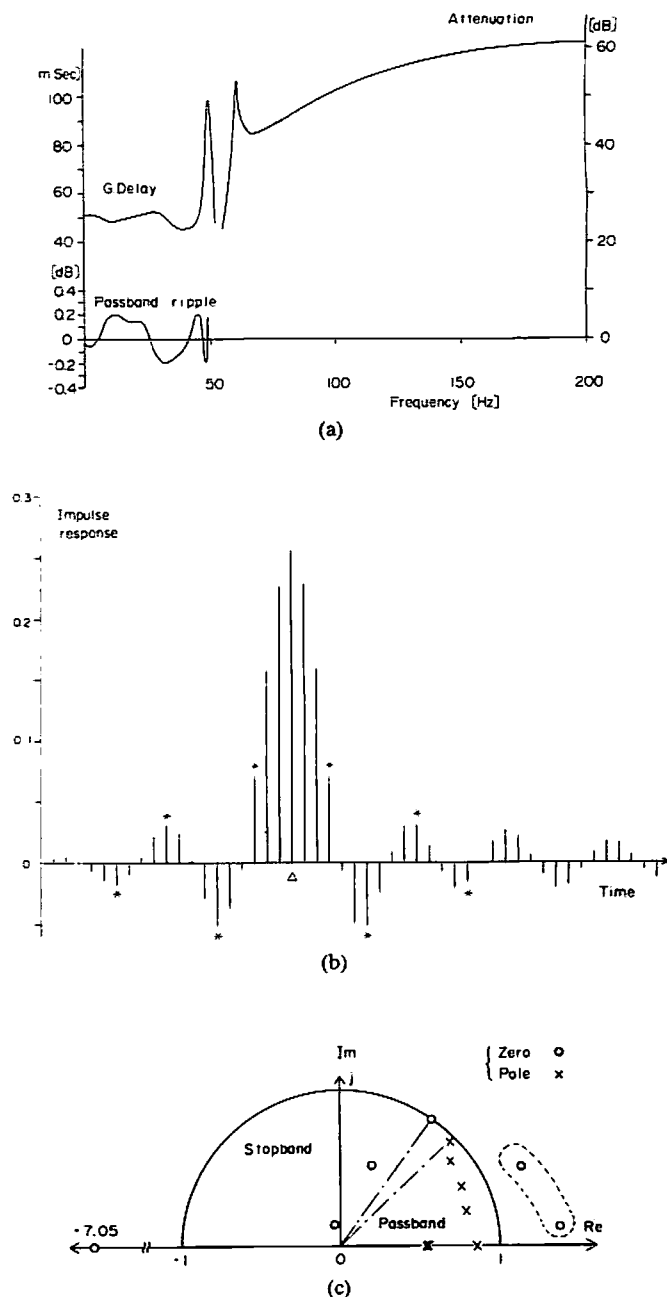 Attenuation
[dB]
m Sec]
60
100
80
40
G. Delay
60
40
20
[dB]
0.4
Passband ripple
0.2
0
0
-0.2
-0.4
50
100
150
200
Frequency [Hz]
(a)
0.3
Impulse
response
0.2
0.1
*
*
*
*
0
*
△
*
Time
*
*
(b)
Im
Zero o
j
Pole x
Stopband
-7.05
Passband
Re
-1
0
1
(c)